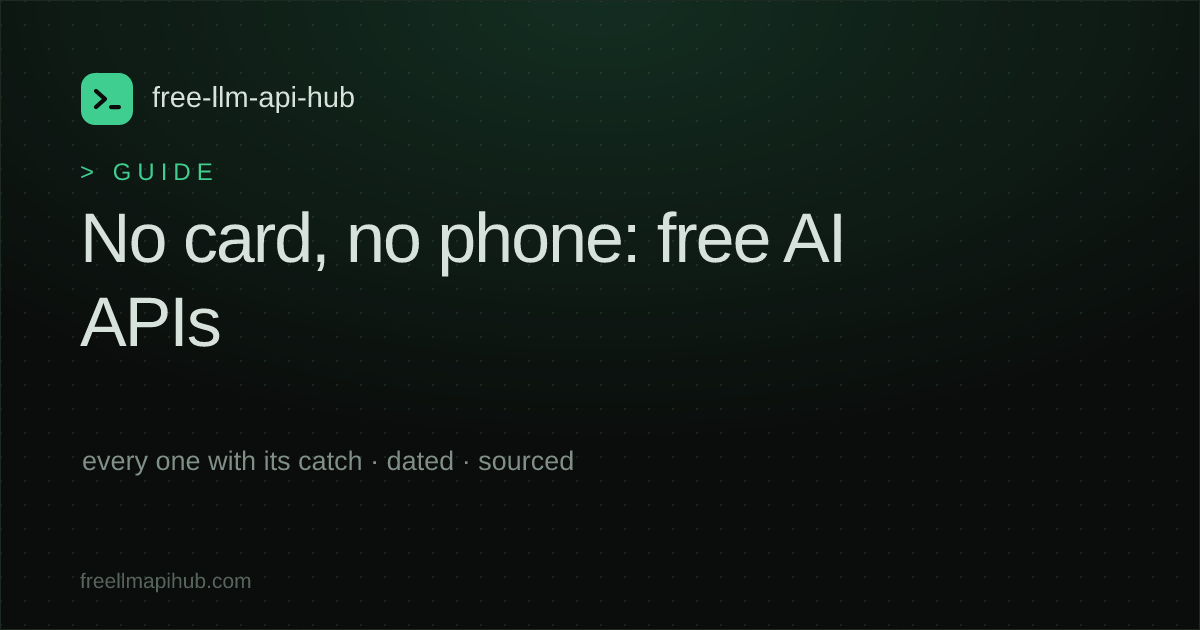 free-llm-api-hub
> GUIDE
No card, no phone: free AI
APIs
every one with its catch · dated · sourced
freellmapihub.com